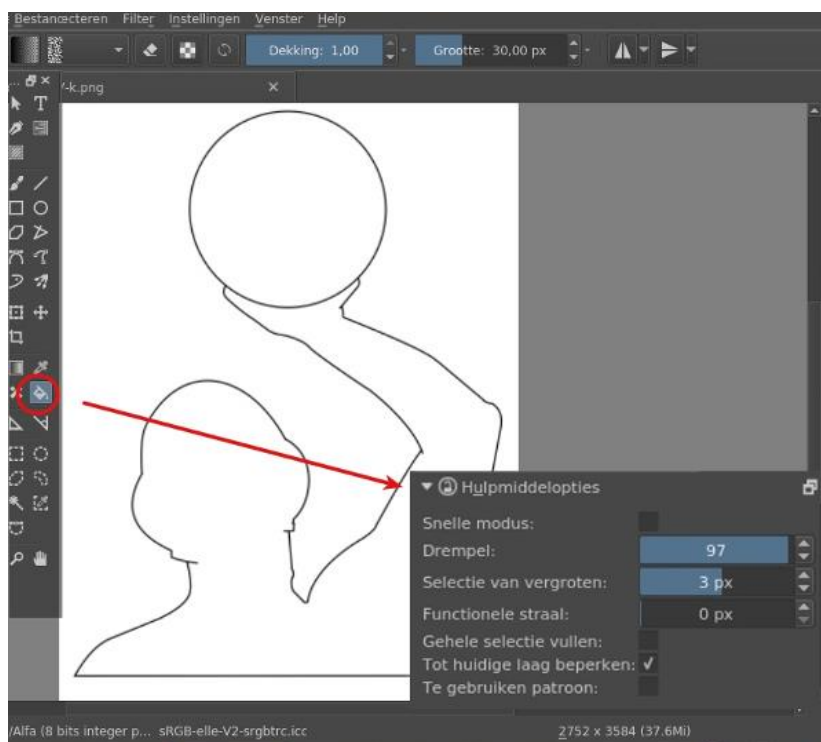 Bestanœcteren Filter Instellingen Venster Help
Dekking: 1,00 Grootte: 30,00 px
-k.png
T
Hulpmiddelopties
Snelle modus:
Drempel: 97
Selectie van vergroten: 3 px
Functionele straal: 0 px
Gehele selectie vullen:
Tot huidige laag beperken:
Te gebruiken patroon:
/Alfa (8 bits integer p... sRGB-elle-V2-srgbtrc.icc 2752 x 3584 (37.6Mi)